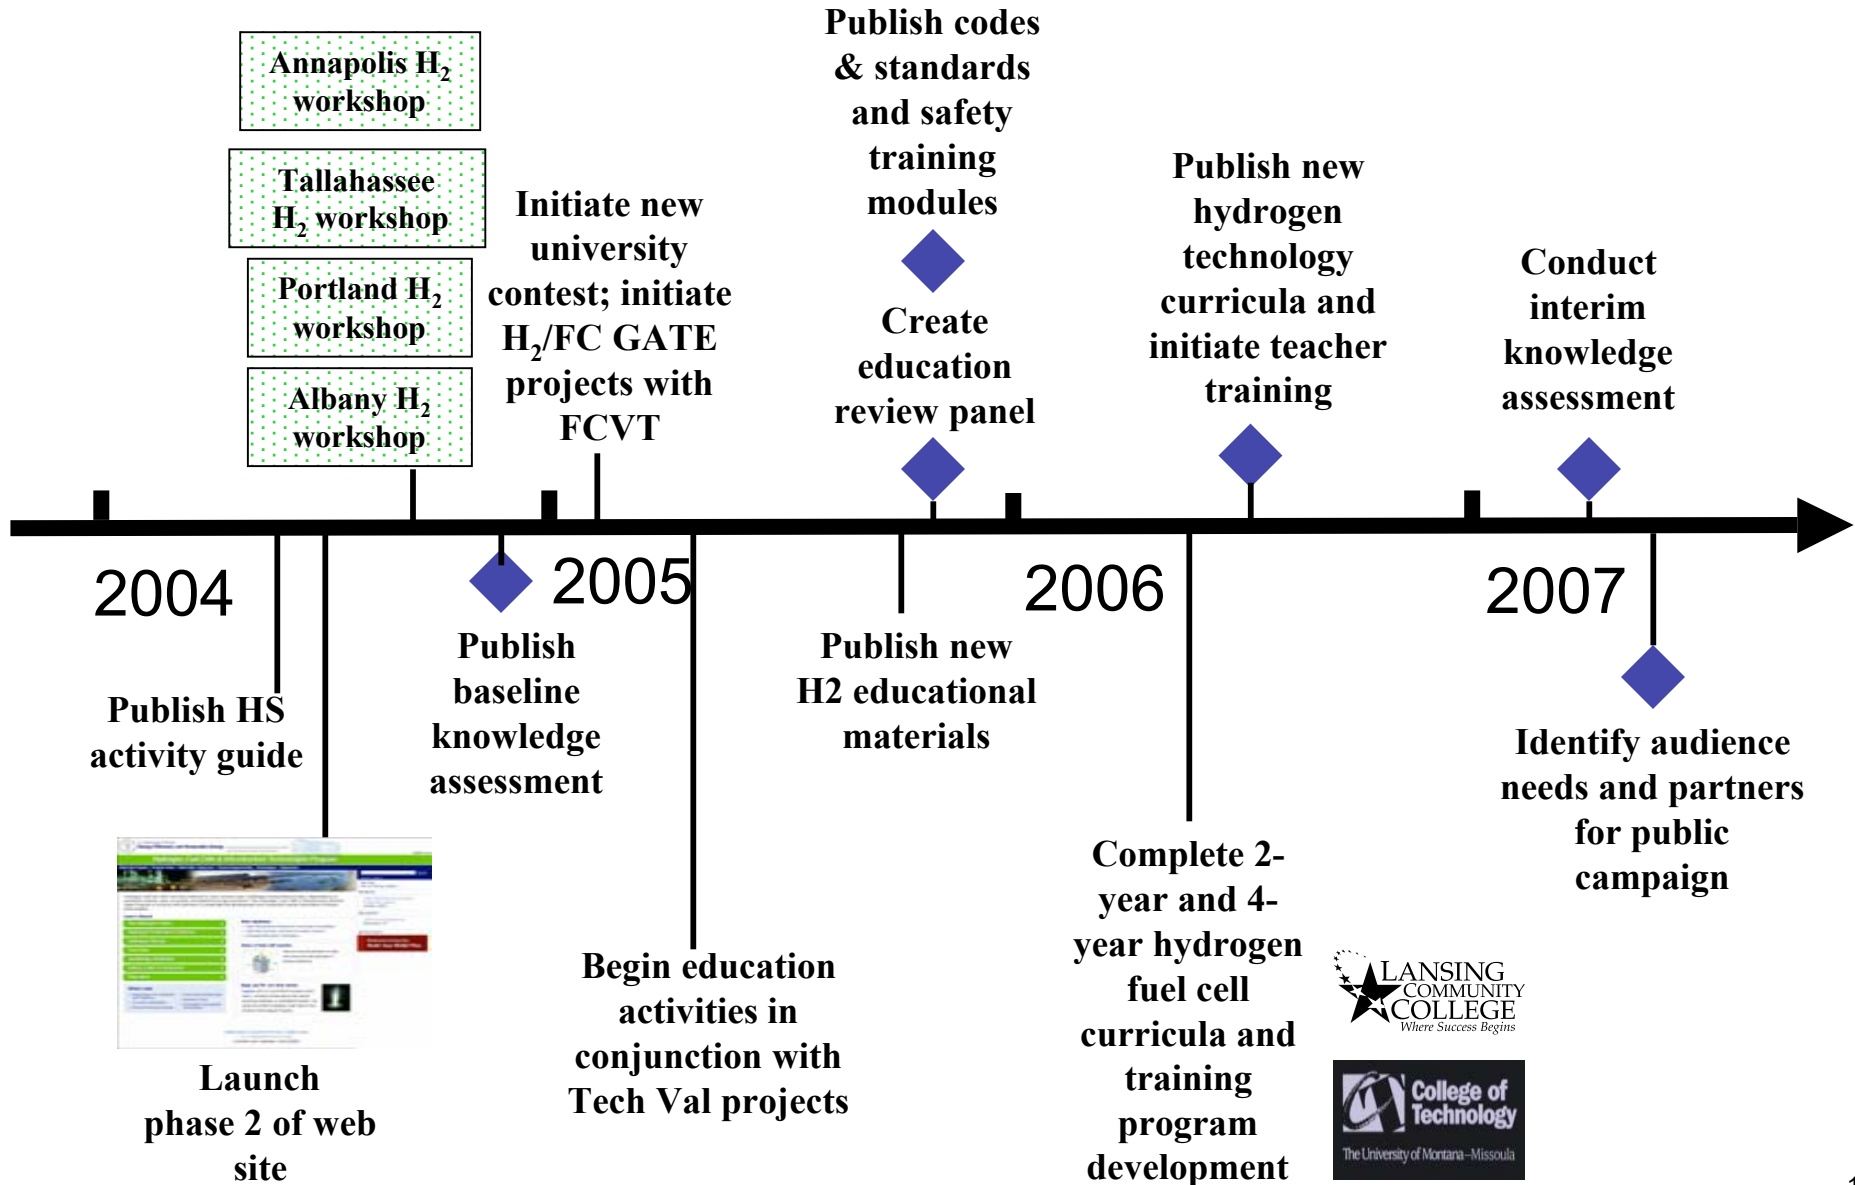 Annapolis H₂
workshop
Tallahassee
H₂ workshop
Portland H₂
workshop
Albany H₂
workshop
Initiate new
university
contest; initiate
H₂/FC GATE
projects with
FCVT
Publish codes
& standards
and safety
training
modules
Create
education
review panel
Publish new
hydrogen
technology
curricula and
initiate teacher
training
Conduct
interim
knowledge
assessment
2004
2005
2006
2007
Publish HS
activity guide
Publish
baseline
knowledge
assessment
Publish new
H2 educational
materials
Identify audience
needs and partners
for public
campaign
Launch
phase 2 of web
site
Begin education
activities in
conjunction with
Tech Val projects
Complete 2-
year and 4-
year hydrogen
fuel cell
curricula and
training
program
development
LANSING
COMMUNITY
COLLEGE
Where Success Begins
College of
Technology
The University of Montana–Missoula